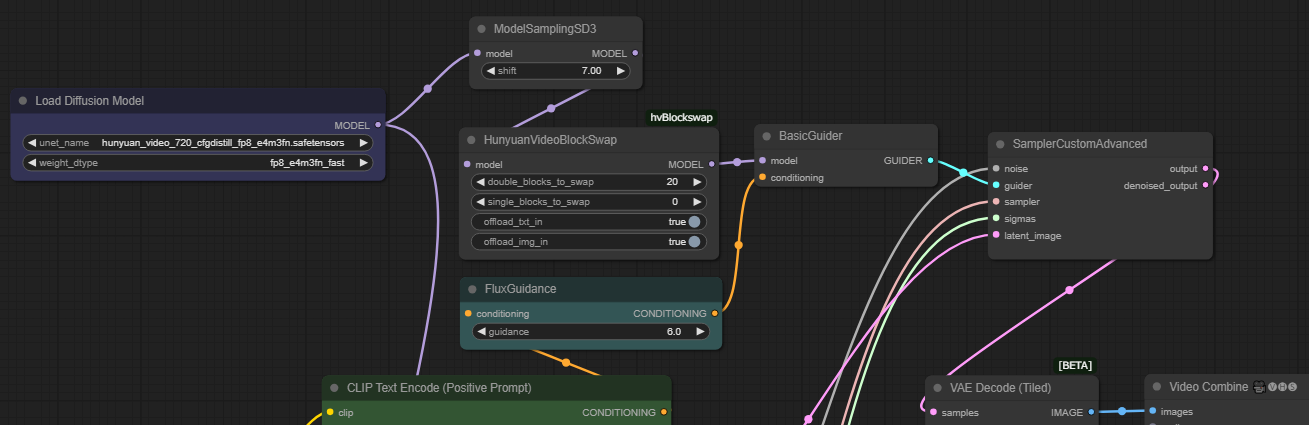 ModelSamplingSD3
model MODEL
shift 7.00
Load Diffusion Model
MODEL
unet_name hunyuan_video_720_cfgdistill_fp8_e4m3fn.safetensors
weight_dtype fp8_e4m3fn_fast
hvBlockswap
HunyuanVideoBlockSwap
model MODEL
double_blocks_to_swap 20
single_blocks_to_swap 0
offload_txt_in true
offload_img_in true
BasicGuider
model GUIDER
conditioning
SamplerCustomAdvanced
noise output
guider denoised_output
sampler
sigmas
latent_image
FluxGuidance
conditioning CONDITIONING
guidance 6.0
CLIP Text Encode (Positive Prompt)
clip CONDITIONING
[BETA]
VAE Decode (Tiled)
samples IMAGE
Video Combine 🎥🅥🅗🅢
images